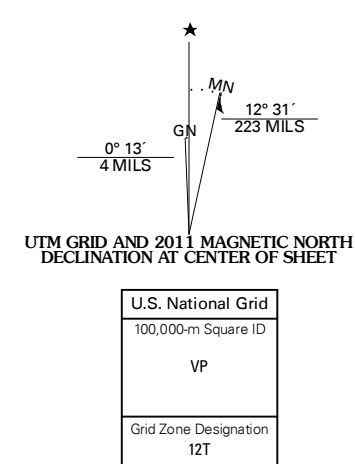 ★
MN
GN
12° 31´
223 MILS
0° 13´
4 MILS
UTM GRID AND 2011 MAGNETIC NORTH
DECLINATION AT CENTER OF SHEET
U.S. National Grid
100,000-m Square ID
VP
Grid Zone Designation
12T